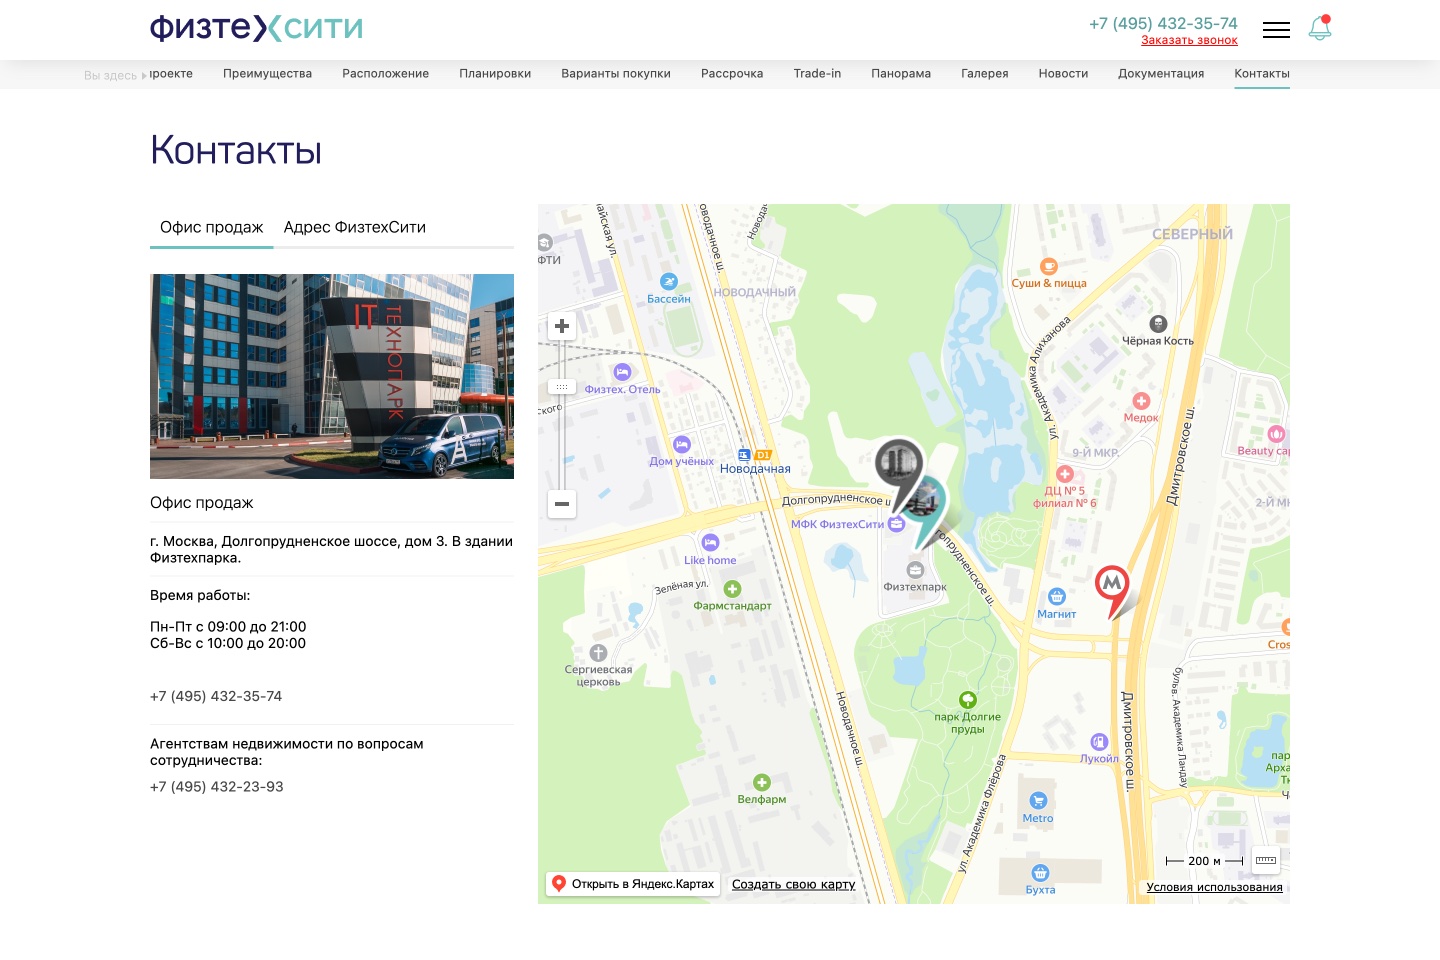 физтехсити
+7 (495) 432-35-74
Заказать звонок
Вы здесь
Преимущества
Расположение
Планировки
Варианты покупки
Рассрочка
Trade-in
Панорама
Галерея
Новости
Документация
Контакты
Контакты
Офис продаж
Адрес ФизтехСити
IT
ТЕХНОПАРК
Офис продаж
г. Москва, Долгопрудненское шоссе, дом 3. В здании
Физтехпарка.
Время работы:
Пн-Пт с 09:00 до 21:00
Сб-Вс с 10:00 до 20:00
+7 (495) 432-35-74
Агентствам недвижимости по вопросам
сотрудничества:
+7 (495) 432-23-93
СЕВЕРНЫЙ
Суши & пицца
Бассейн
НОВОДАЧНЫЙ
Новодачное ш.
ул. Академика Алиханова
Чёрная Кость
Физтех. Отель
Медок
Дмитровское ш.
Дом учёных
D1
Новодачная
9-Й МКР.
Beauty
ДЦ № 5
филиал № 6
2-Й
Долгопрудненское
МФК ФизтехСити
Like home
Физтехпарк
Зелёная ул.
Фармстандарт
Магнит
М
Сергиевская
церковь
парк Долгие
пруды
Новодачное ш.
Дмитровское ш.
бульв. Академика Ландау
Лукойл
Велфарм
Metro
ул. Академика Флёрова
Бухта
200 м
Открыть в Яндекс.Картах
Создать свою карту
Условия использования